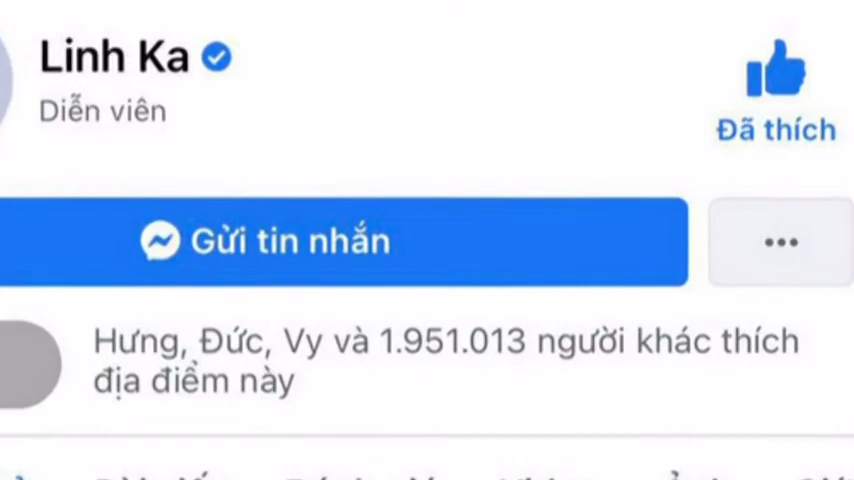 Linh Ka
Diễn viên
Đã thích
Gửi tin nhắn
Hưng, Đức, Vy và 1.951.013 người khác thích
địa điểm này